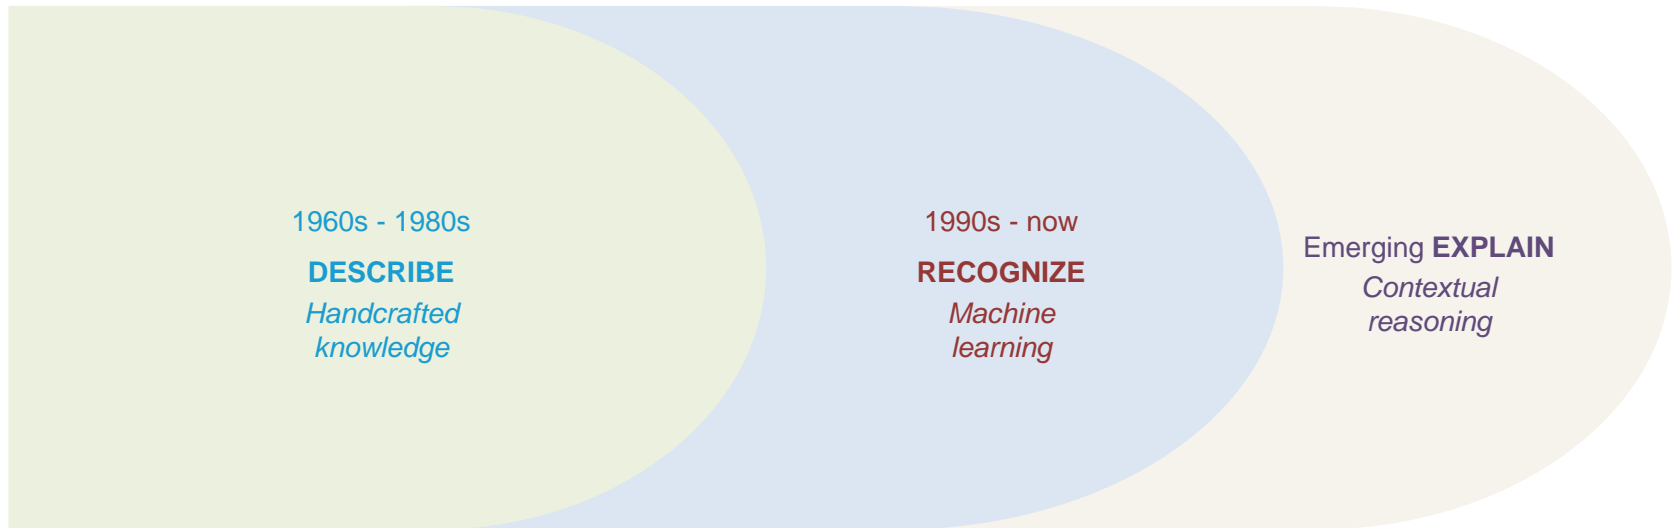 1960s - 1980s
DESCRIBE
Handcrafted
knowledge
1990s - now
RECOGNIZE
Machine
learning
Emerging EXPLAIN
Contextual
reasoning